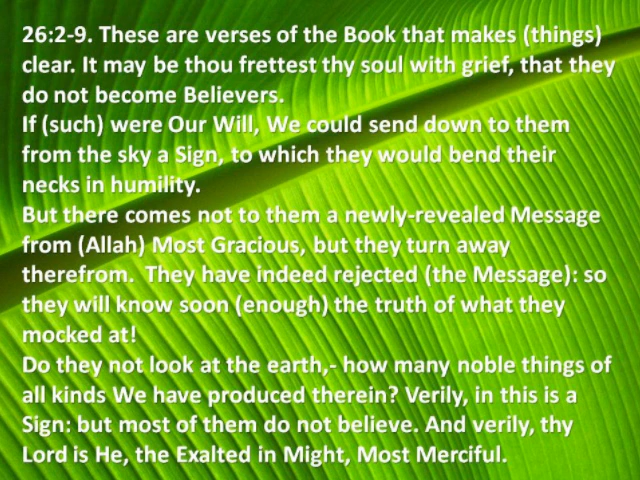 26:2-9. These are verses of the Book that makes (things)
clear. It may be thou frettest thy soul with grief, that they
do not become Believers.
If (such) were Our Will, We could send down to them
from the sky a Sign, to which they would bend their
necks in humility.
But there comes not to them a newly-revealed Message
from (Allah) Most Gracious, but they turn away
therefrom.  They have indeed rejected (the Message): so
they will know soon (enough) the truth of what they
mocked at!
Do they not look at the earth,- how many noble things of
all kinds We have produced therein? Verily, in this is a
Sign: but most of them do not believe. And verily, thy
Lord is He, the Exalted in Might, Most Merciful.